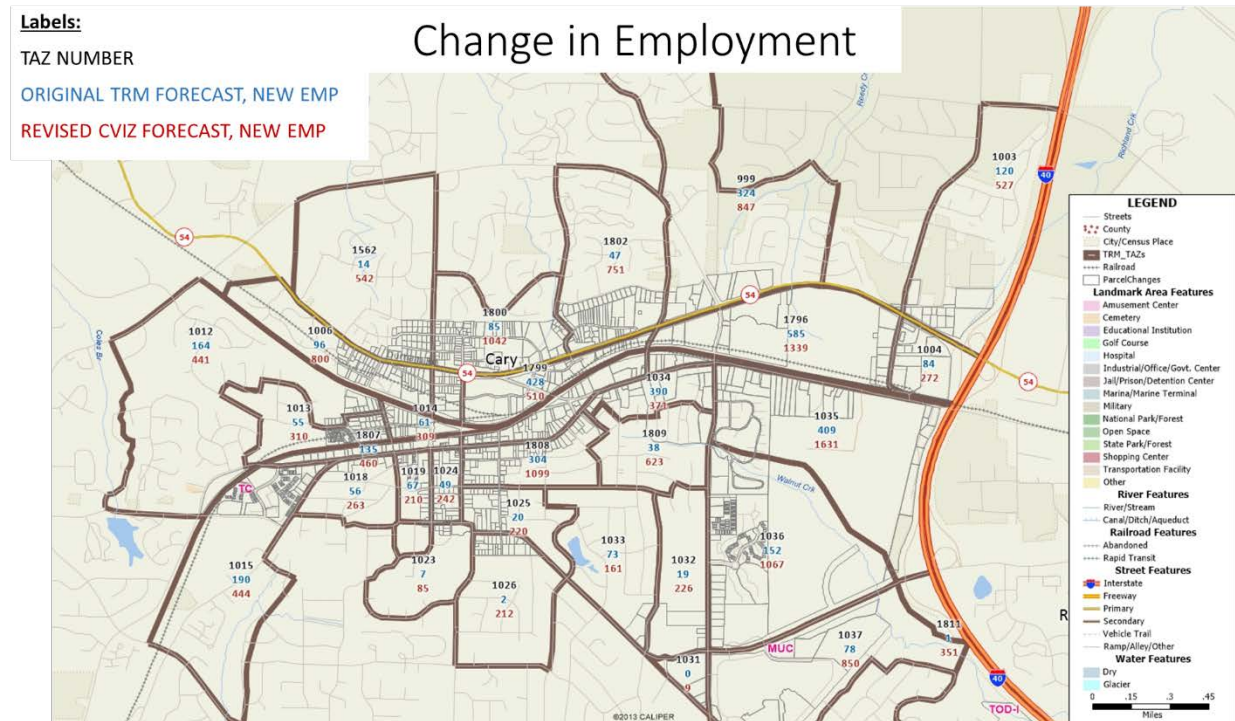 Labels:
TAZ NUMBER
ORIGINAL TRM FORECAST, NEW EMP
REVISED CVIZ FORECAST, NEW EMP
Change in Employment
Reedy C
Richland Crk
1003
120
527
40
999
324
847
54
1562
14
542
1802
47
751
54
1012
164
441
Coles Br
1006
96
800
1800
85
1042
1796
585
1339
1004
84
272
Cary
54
1799
428
510
54
1034
390
371
1013
55
310
1014
61
309
1035
409
1631
1807
135
460
1808
304
1099
1809
38
623
1018
56
263
1019
67
210
1024
49
242
TC
Walnut Crk
1025
20
220
1033
73
161
1032
19
226
1036
152
1067
1015
190
444
1023
7
85
1026
2
212
1031
0
9
MUC
1037
78
850
1811
1
351
R
40
TOD-I
©2013 CALIPER
LEGEND
Streets
County
City/Census Place
TRM_TAZs
Railroad
ParcelChanges
Landmark Area Features
Amusement Center
Cemetery
Educational Institution
Golf Course
Hospital
Industrial/Office/Govt. Center
Jail/Prison/Detention Center
Marina/Marine Terminal
Military
National Park/Forest
Open Space
State Park/Forest
Shopping Center
Transportation Facility
Other
River Features
River/Stream
Canal/Ditch/Aqueduct
Railroad Features
Abandoned
Rapid Transit
Street Features
Interstate
Freeway
Primary
Secondary
Vehicle Trail
Ramp/Alley/Other
Water Features
Dry
Glacier
0 .15 .3 .45
Miles